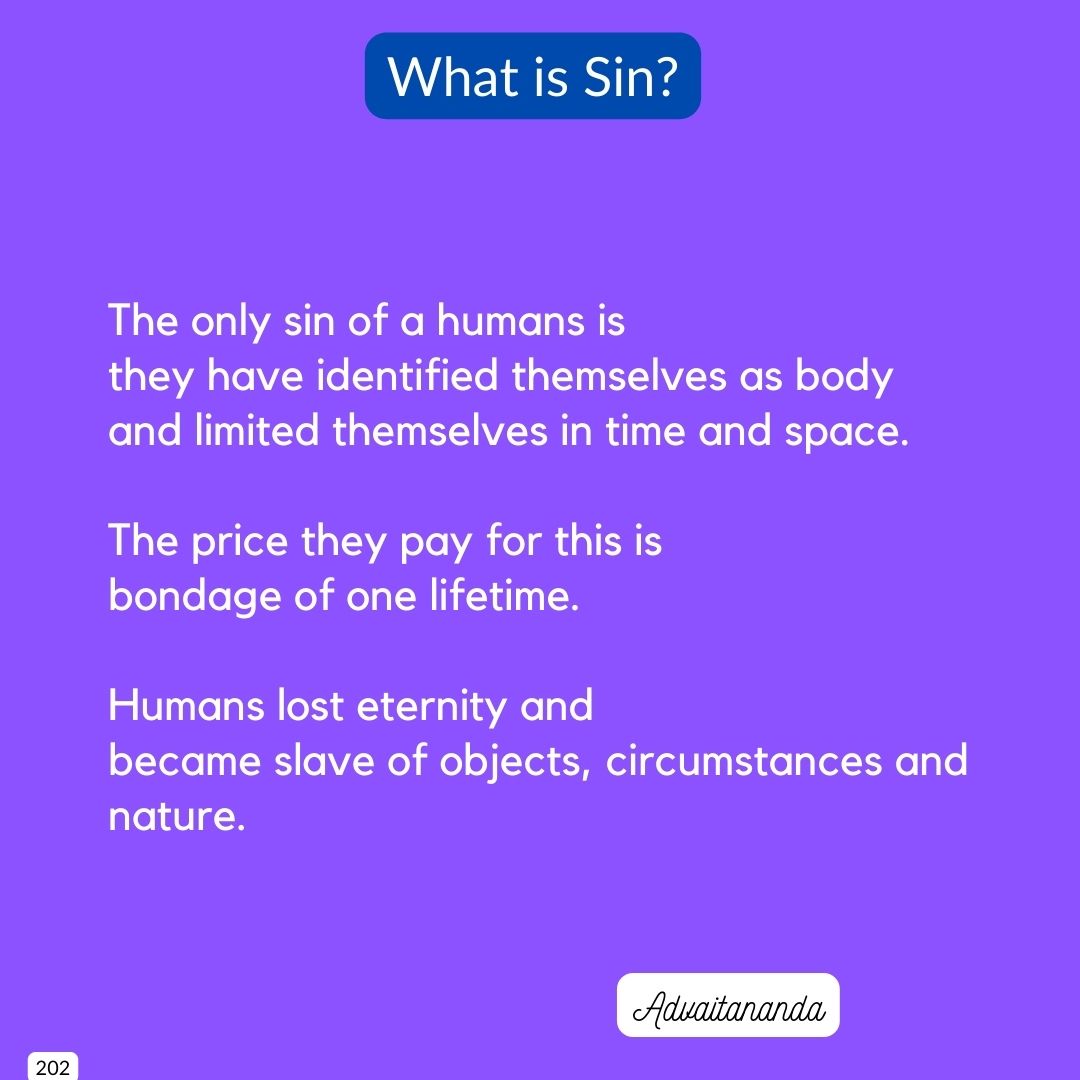 What is Sin?
The only sin of a humans is
they have identified themselves as body
and limited themselves in time and space.
The price they pay for this is
bondage of one lifetime.
Humans lost eternity and
became slave of objects, circumstances and
nature.
Advaitananda
202